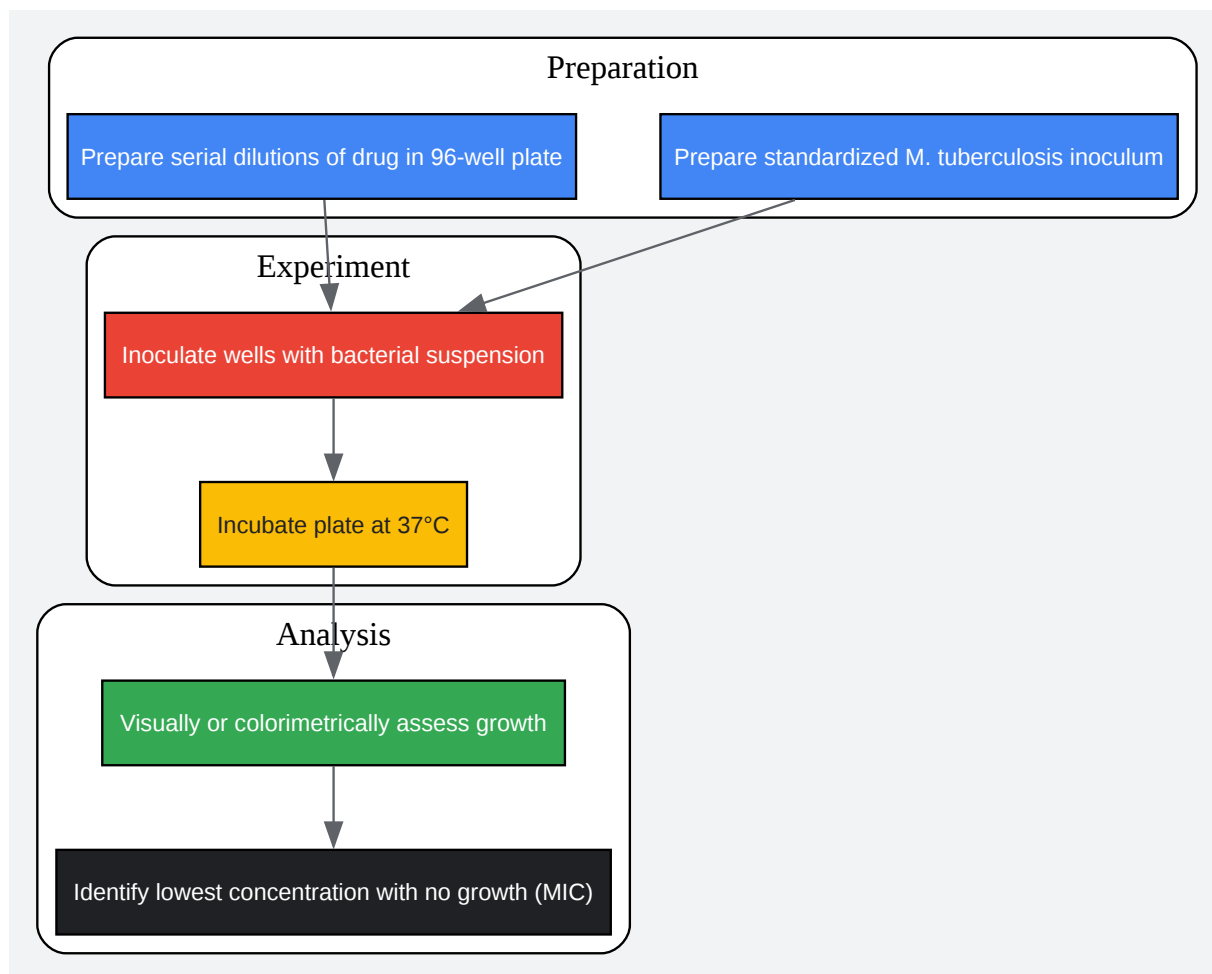 Preparation
Prepare serial dilutions of drug in 96-well plate
Prepare standardized M. tuberculosis inoculum
Experiment
Inoculate wells with bacterial suspension
Incubate plate at 37°C
Analysis
Visually or colorimetrically assess growth
Identify lowest concentration with no growth (MIC)